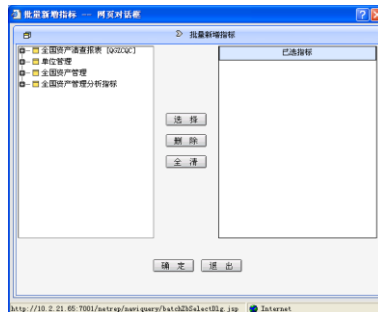 批量新增指标 -- 网页对话框
批量新增指标
全国资产清查报表 [QGZCQC]
单位管理
全国资产管理
全国资产管理分析指标
已选指标
选 择
删 除
全 清
确 定
退 出
http://10.2.21.65:7001/netrep/naviquery/batchZbSelectDlg.jsp
Internet